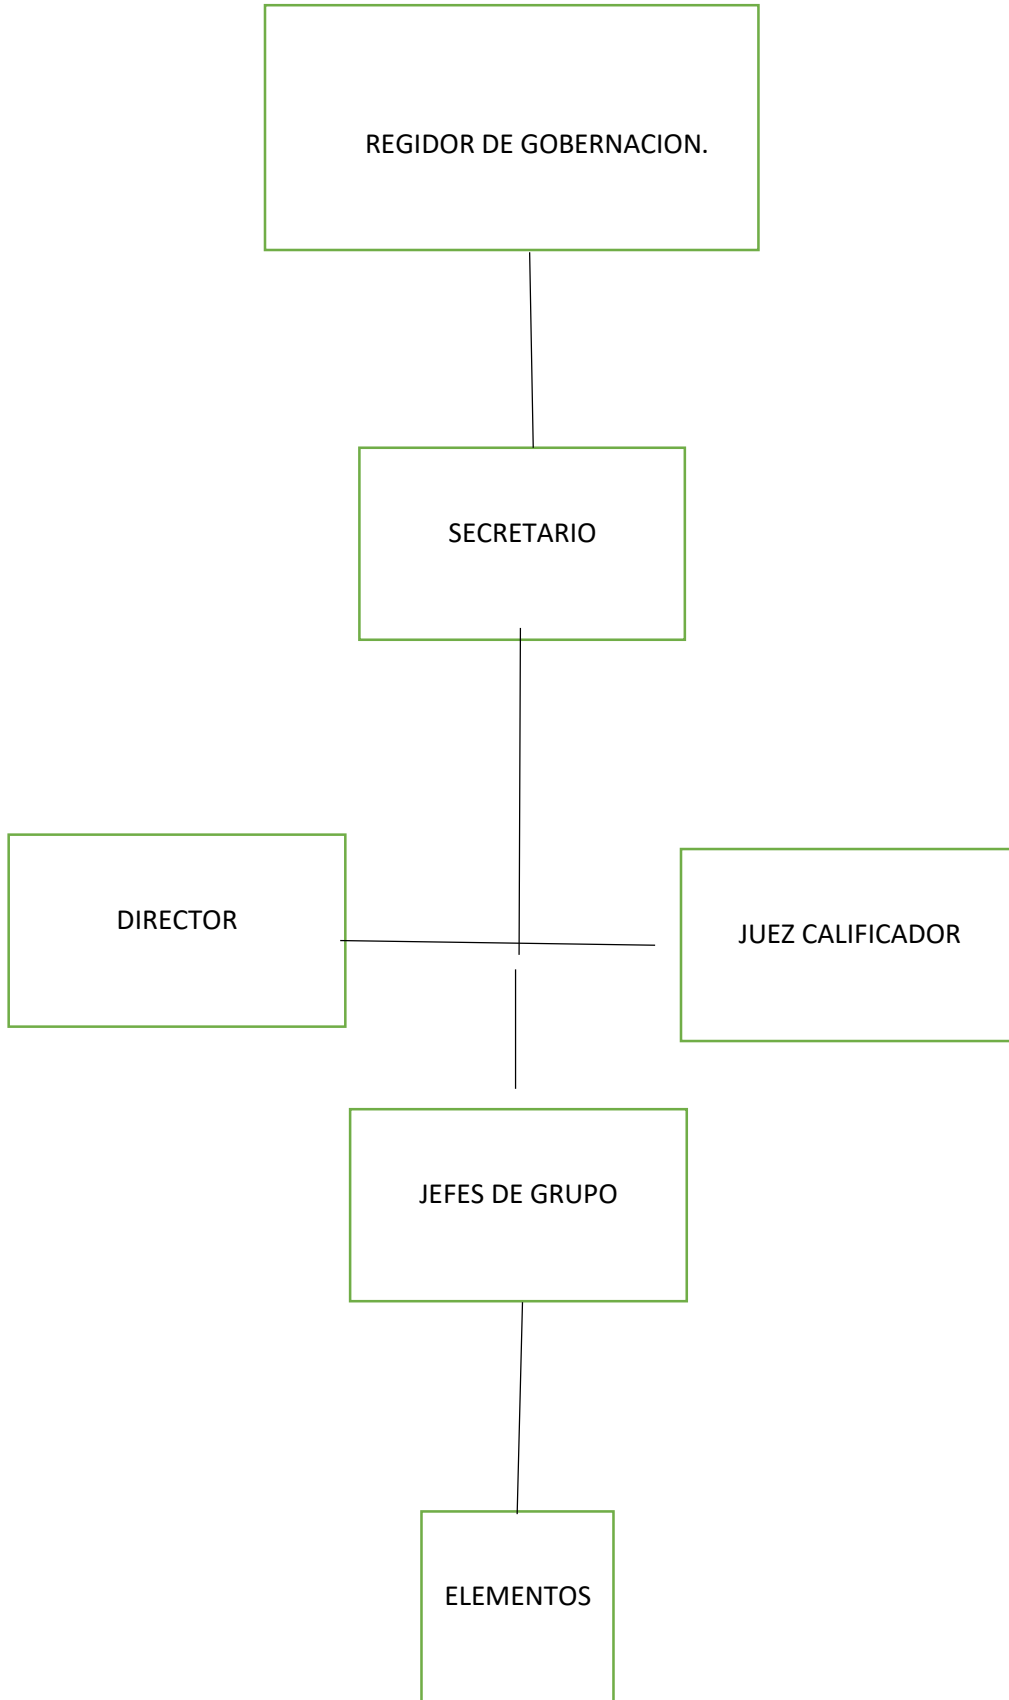 REGIDOR DE GOBERNACION.
SECRETARIO
DIRECTOR
JUEZ CALIFICADOR
JEFES DE GRUPO
ELEMENTOS